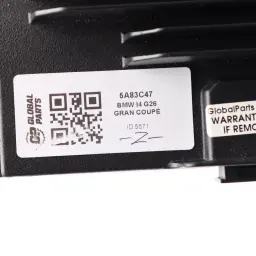 GLOBAL
PARTS
5A83C47
BMW I4 G26
GRAN COUPE
ID 5571
-Z-
GlobalParts
WARRANT
IF REMO